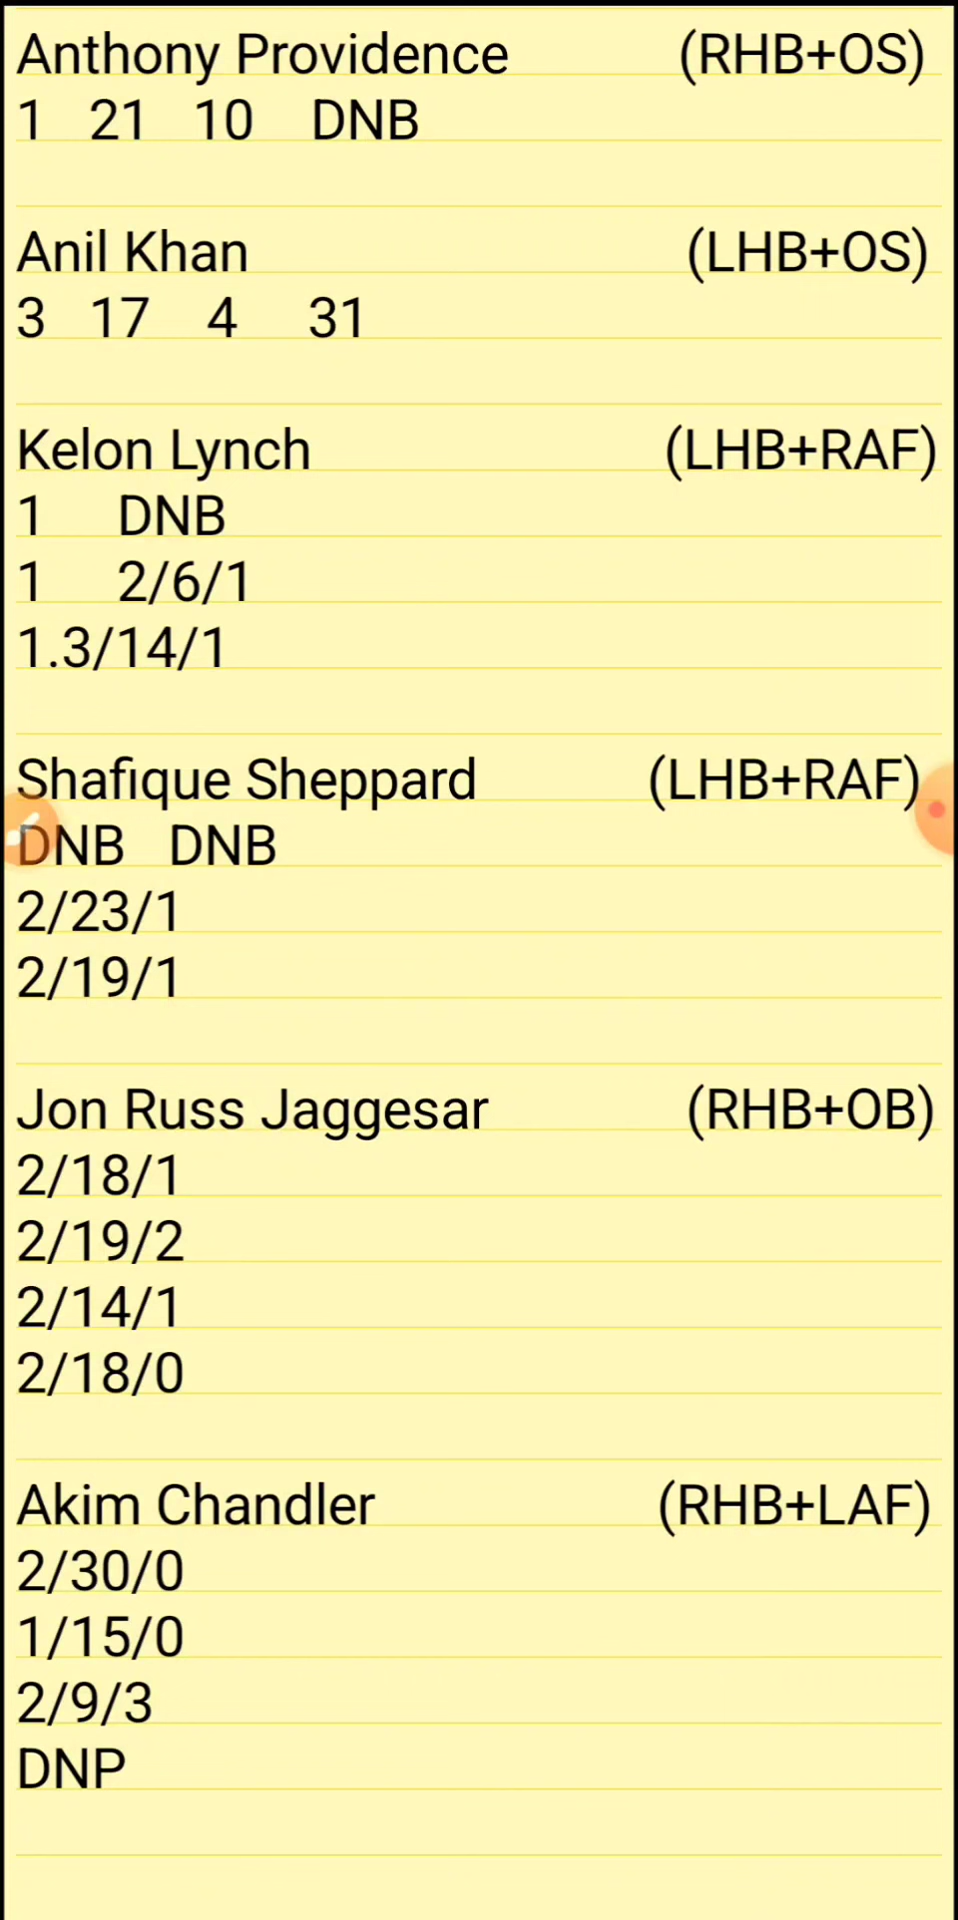 Anthony Providence (RHB+OS)
1 21 10 DNB
Anil Khan (LHB+OS)
3 17 4 31
Kelon Lynch (LHB+RAF)
1 DNB
1 2/6/1
1.3/14/1
Shafique Sheppard (LHB+RAF)
DNB DNB
2/23/1
2/19/1
Jon Russ Jaggesar (RHB+OB)
2/18/1
2/19/2
2/14/1
2/18/0
Akim Chandler (RHB+LAF)
2/30/0
1/15/0
2/9/3
DNP